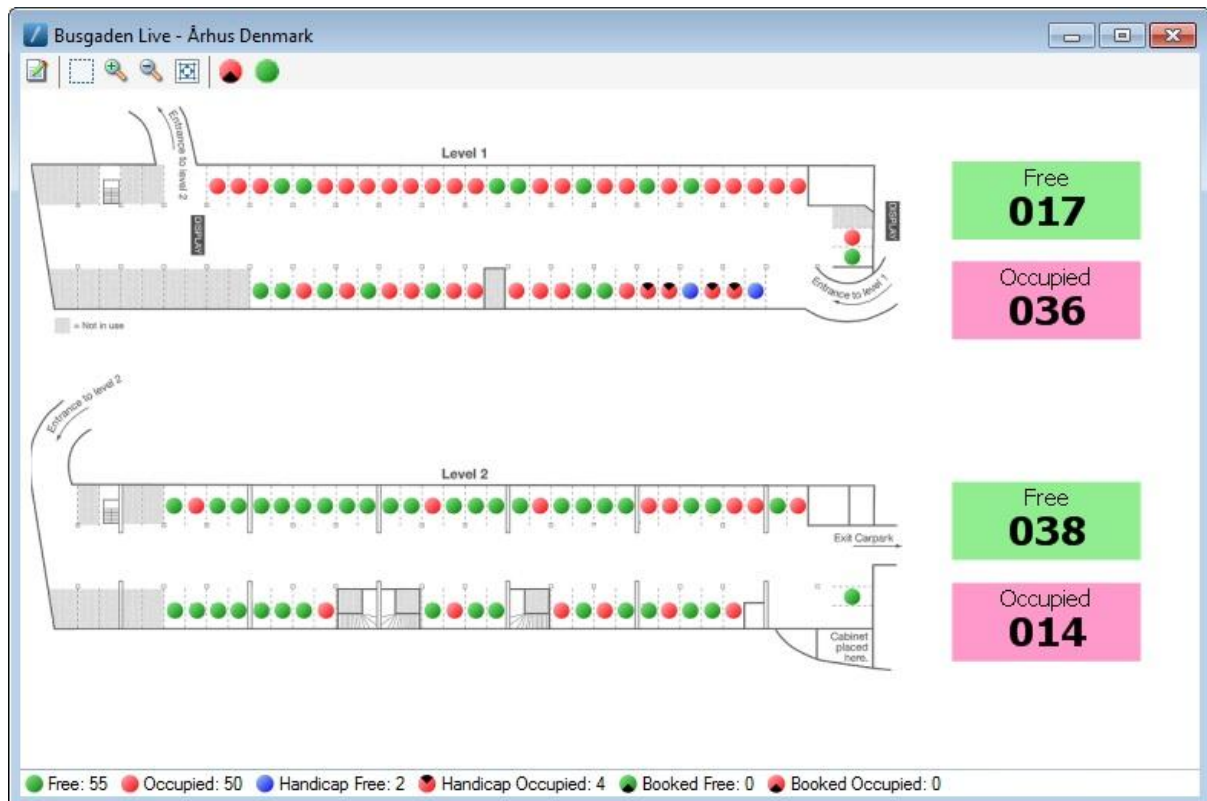 Busgaden Live - Århus Denmark
Entrance to level 2
Level 1
DISPLAY
DISPLAY
Free
017
Occupied
036
Entrance to level 1
= Not in use
Entrance to level 2
Level 2
Free
038
Exit Carpark
Occupied
014
Cabinet
placed
here.
Free: 55 Occupied: 50 Handicap Free: 2 Handicap Occupied: 4 Booked Free: 0 Booked Occupied: 0